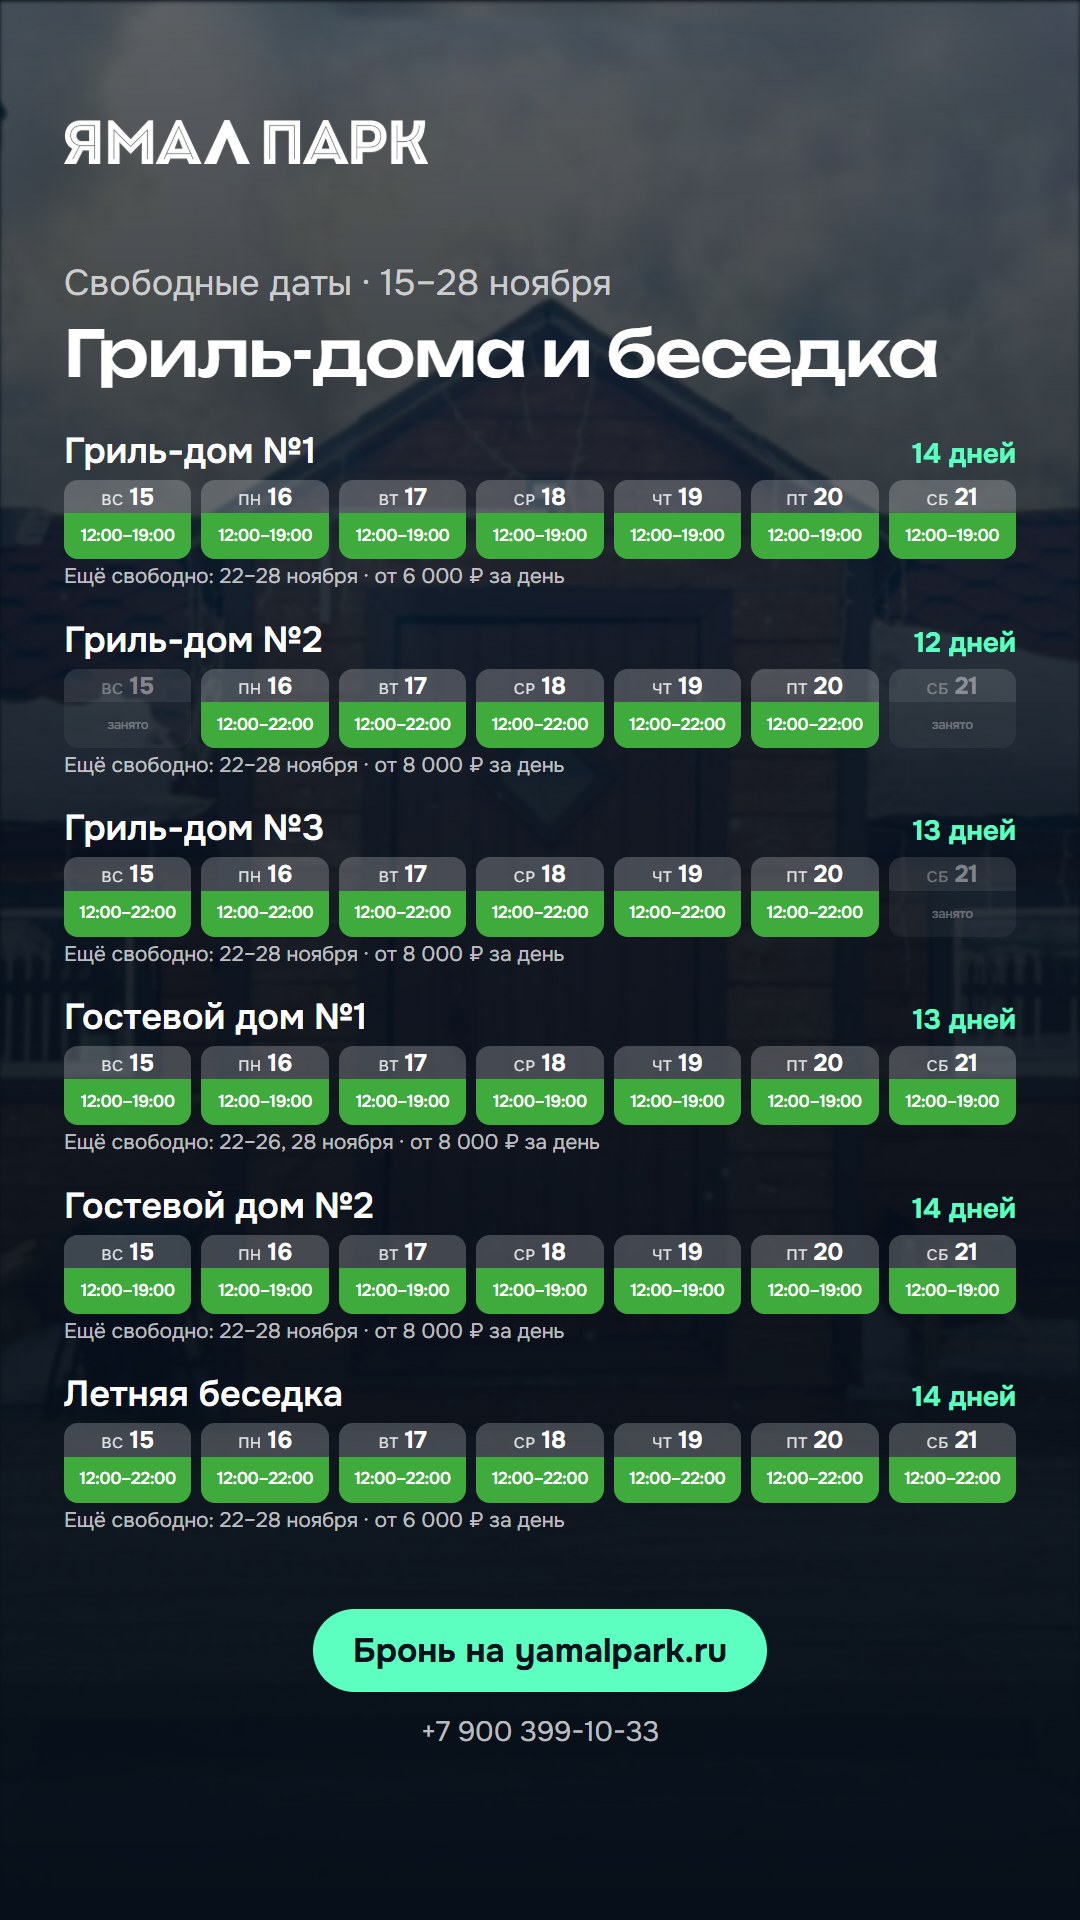 ЯМАЛ ПАРК
Свободные даты · 15–28 ноября
Гриль-дома и беседка
Гриль-дом №1 14 дней
ВС 15 ПН 16 ВТ 17 СР 18 ЧТ 19 ПТ 20 СБ 21
12:00–19:00 12:00–19:00 12:00–19:00 12:00–19:00 12:00–19:00 12:00–19:00 12:00–19:00
Ещё свободно: 22–28 ноября · от 6 000 ₽ за день
Гриль-дом №2 12 дней
ВС 15 ПН 16 ВТ 17 СР 18 ЧТ 19 ПТ 20 СБ 21
занято 12:00–22:00 12:00–22:00 12:00–22:00 12:00–22:00 12:00–22:00 занято
Ещё свободно: 22–28 ноября · от 8 000 ₽ за день
Гриль-дом №3 13 дней
ВС 15 ПН 16 ВТ 17 СР 18 ЧТ 19 ПТ 20 СБ 21
12:00–22:00 12:00–22:00 12:00–22:00 12:00–22:00 12:00–22:00 12:00–22:00 занято
Ещё свободно: 22–28 ноября · от 8 000 ₽ за день
Гостевой дом №1 13 дней
ВС 15 ПН 16 ВТ 17 СР 18 ЧТ 19 ПТ 20 СБ 21
12:00–19:00 12:00–19:00 12:00–19:00 12:00–19:00 12:00–19:00 12:00–19:00 12:00–19:00
Ещё свободно: 22–26, 28 ноября · от 8 000 ₽ за день
Гостевой дом №2 14 дней
ВС 15 ПН 16 ВТ 17 СР 18 ЧТ 19 ПТ 20 СБ 21
12:00–19:00 12:00–19:00 12:00–19:00 12:00–19:00 12:00–19:00 12:00–19:00 12:00–19:00
Ещё свободно: 22–28 ноября · от 8 000 ₽ за день
Летняя беседка 14 дней
ВС 15 ПН 16 ВТ 17 СР 18 ЧТ 19 ПТ 20 СБ 21
12:00–22:00 12:00–22:00 12:00–22:00 12:00–22:00 12:00–22:00 12:00–22:00 12:00–22:00
Ещё свободно: 22–28 ноября · от 6 000 ₽ за день
Бронь на yamalpark.ru
+7 900 399-10-33